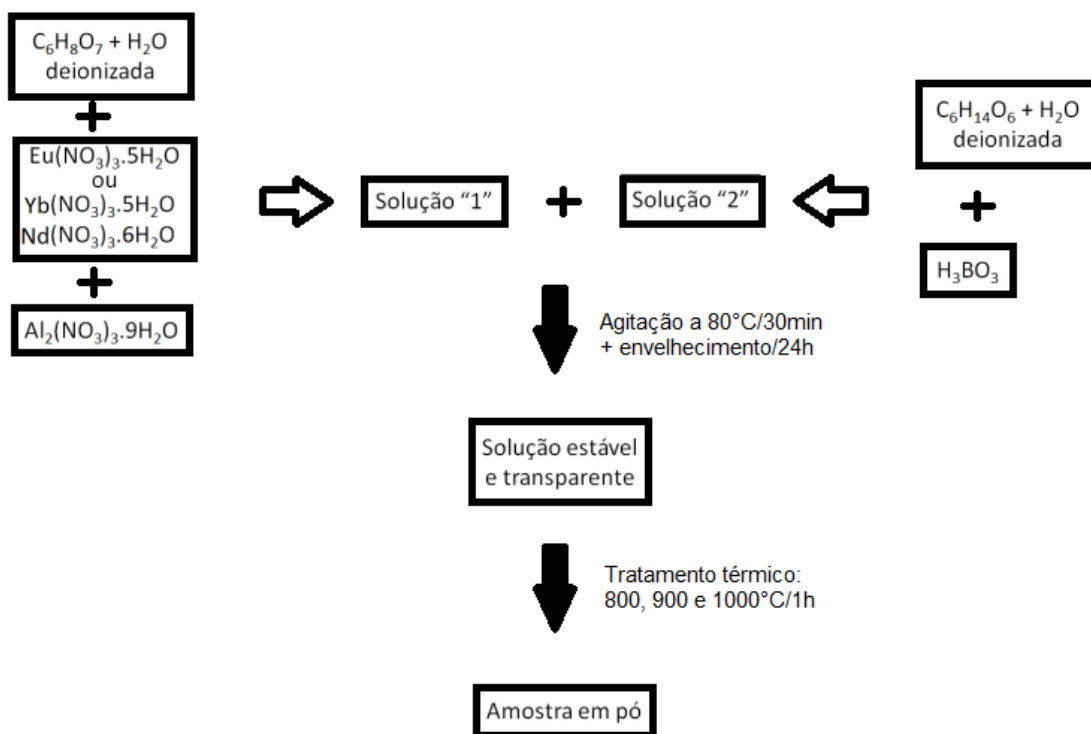 C₆H₈O₇ + H₂O
deionizada
+
Eu(NO₃)₃.5H₂O
ou
Yb(NO₃)₃.5H₂O
Nd(NO₃)₃.6H₂O
+
Al₂(NO₃)₃.9H₂O
Solução “1”
+
Solução “2”
C₆H₁₄O₆ + H₂O
deionizada
+
H₃BO₃
Agitação a 80°C/30min
+ envelhecimento/24h
Solução estável
e transparente
Tratamento térmico:
800, 900 e 1000°C/1h
Amostra em pó